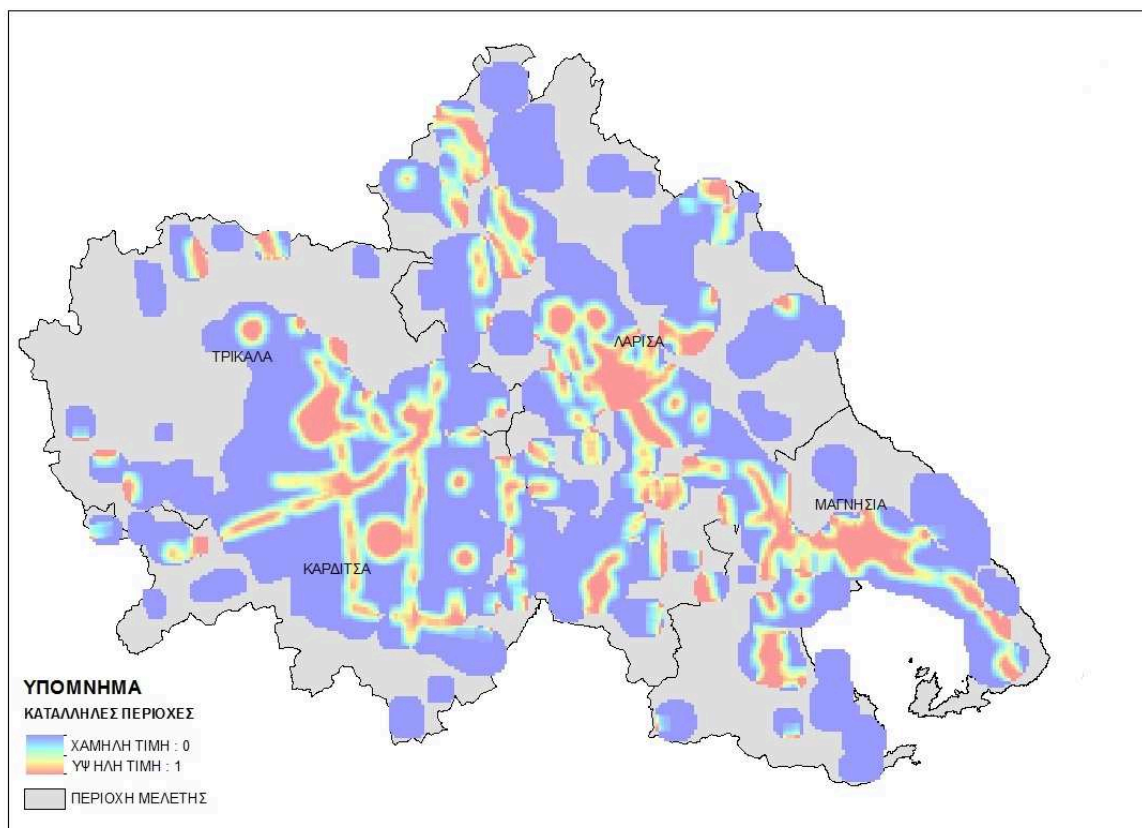 ΛΑΡΙΣΑ
ΤΡΙΚΑΛΑ
ΜΑΓΝΗΣΙΑ
ΚΑΡΔΙΤΣΑ
ΥΠΟΜΝΗΜΑ
ΚΑΤΑΛΛΗΛΕΣ ΠΕΡΙΟΧΕΣ
ΧΑΜΗΛΗ ΤΙΜΗ : 0
ΥΨΗΛΗ ΤΙΜΗ : 1
ΠΕΡΙΟΧΗ ΜΕΛΕΤΗΣ